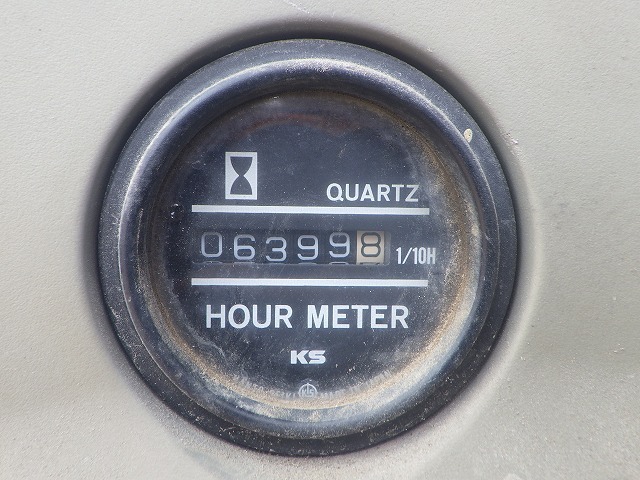 QUARTZ
063998 1/10H
HOUR METER
KS